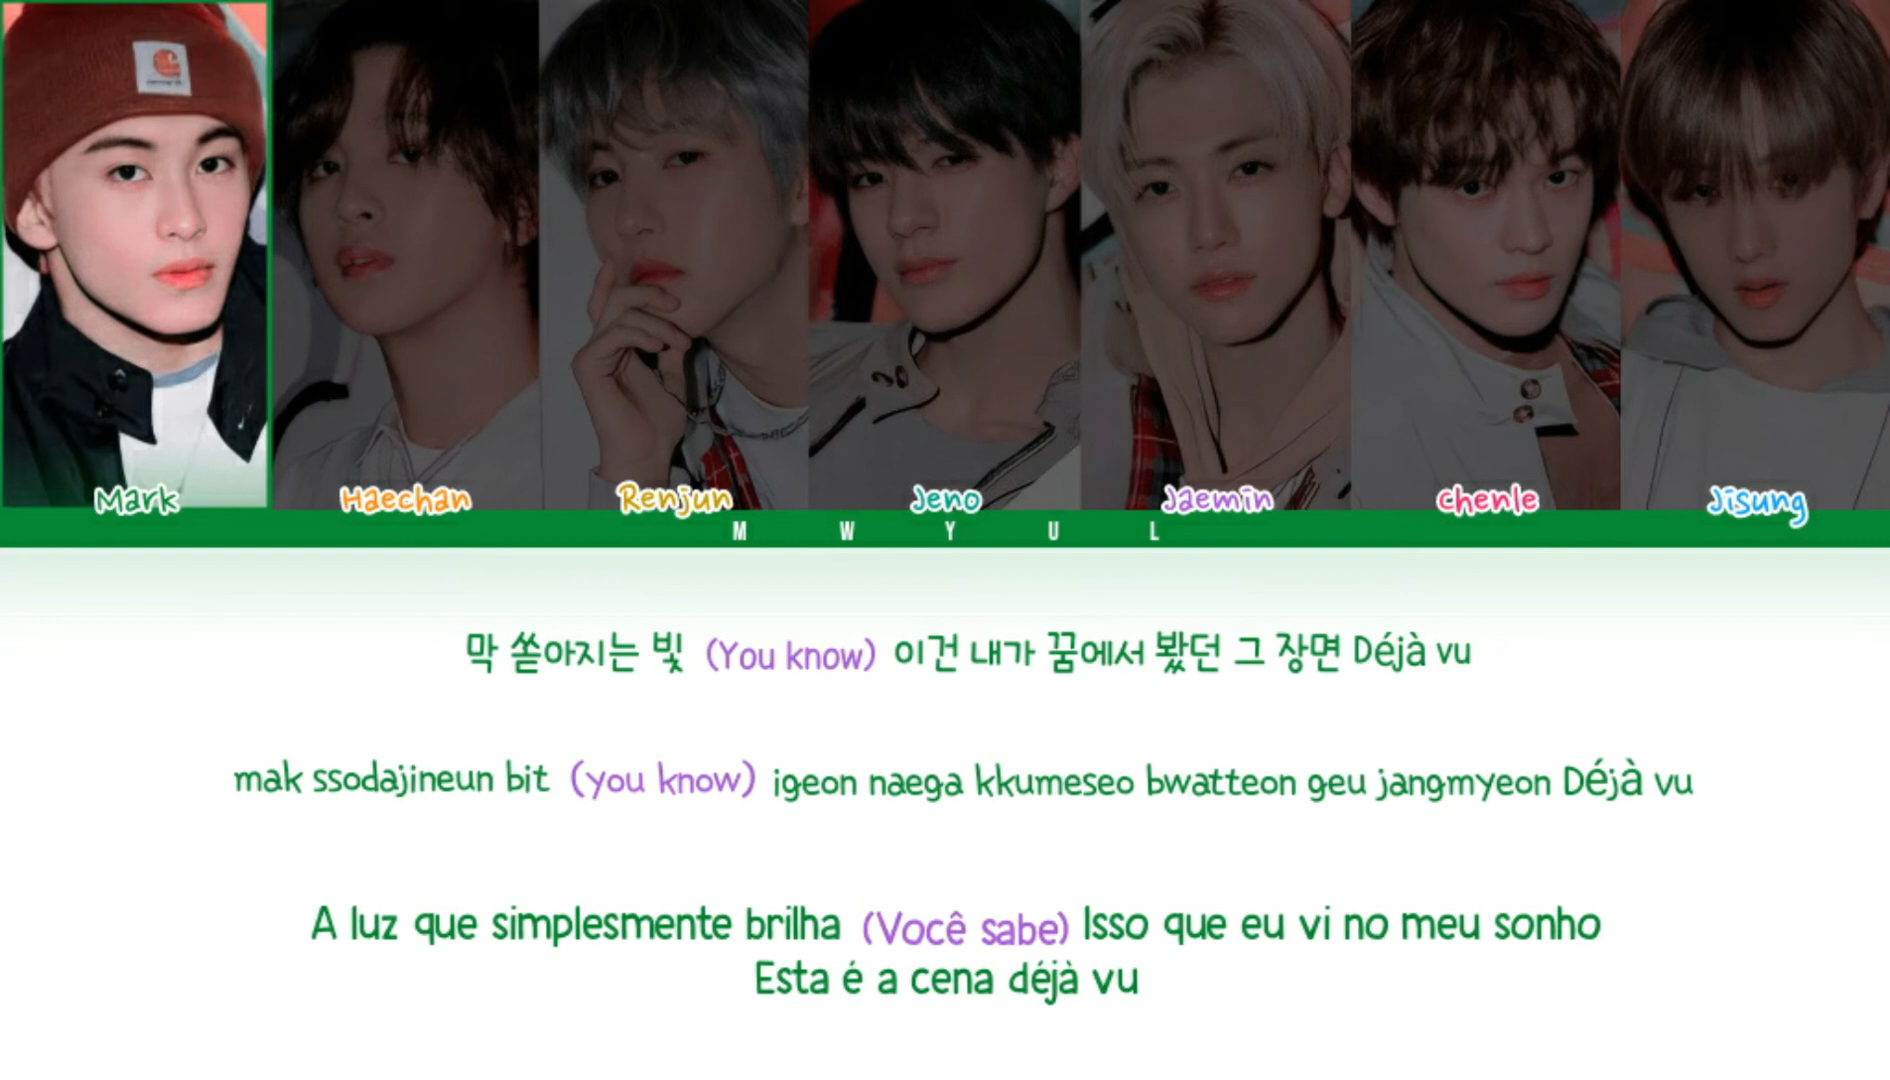 Mark Haechan Renjun Jeno Jaemin Chenle Jisung
M W Y U L
막 쏟아지는 빛 (You know) 이건 내가 꿈에서 봤던 그 장면 Déjà vu
mak ssodajineun bit (you know) igeon naega kkumeseo bwatteon geu jangmyeon Déjà vu
A luz que simplesmente brilha (Você sabe) Isso que eu vi no meu sonho
Esta é a cena déjà vu